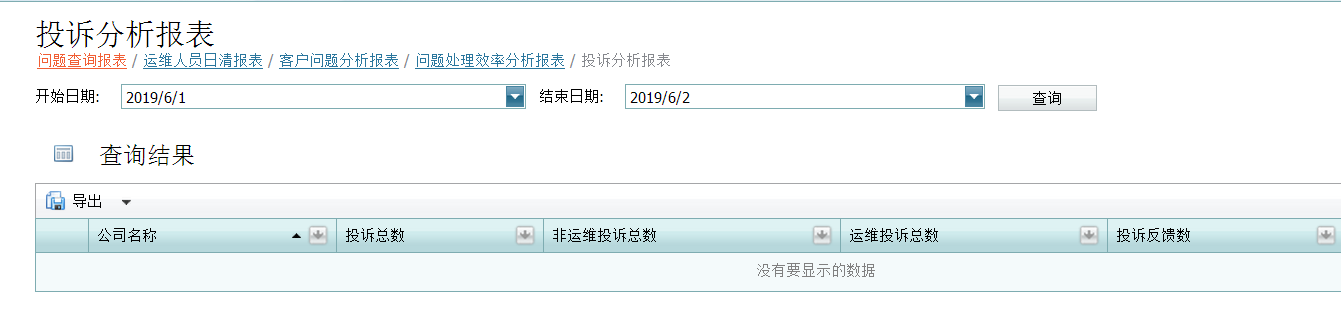 投诉分析报表
问题查询报表 / 运维人员日清报表 / 客户问题分析报表 / 问题处理效率分析报表 / 投诉分析报表
开始日期: 2019/6/1 结束日期: 2019/6/2 查询
查询结果
导出
公司名称 投诉总数 非运维投诉总数 运维投诉总数 投诉反馈数
没有要显示的数据